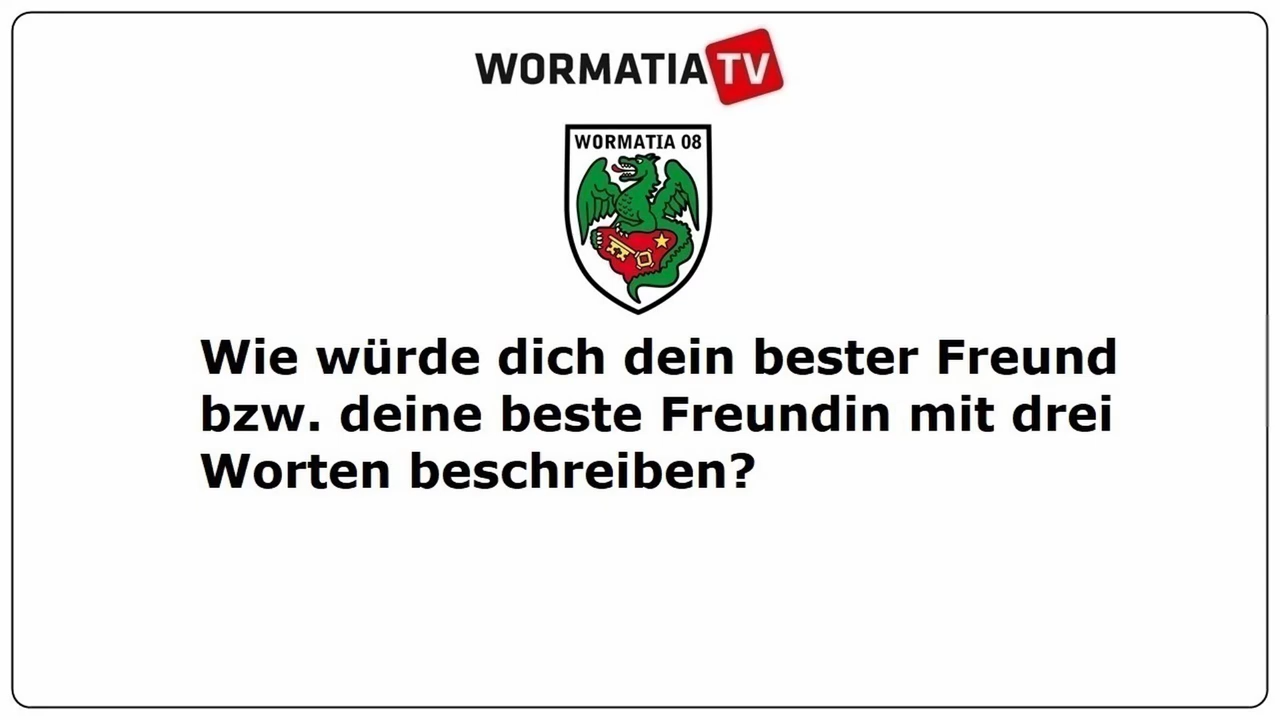 WORMATIA TV
WORMATIA 08
Wie würde dich dein bester Freund
bzw. deine beste Freundin mit drei
Worten beschreiben?